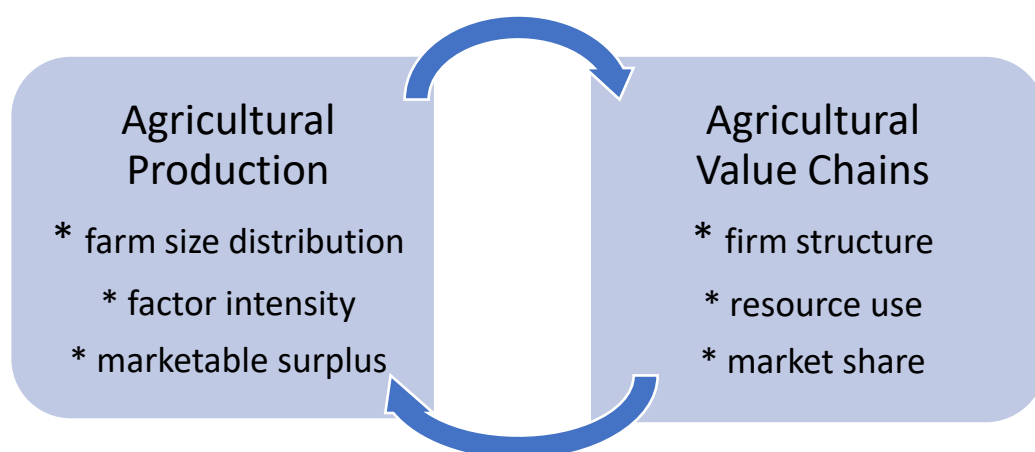 Agricultural
Production
* farm size distribution
* factor intensity
* marketable surplus
Agricultural
Value Chains
* firm structure
* resource use
* market share